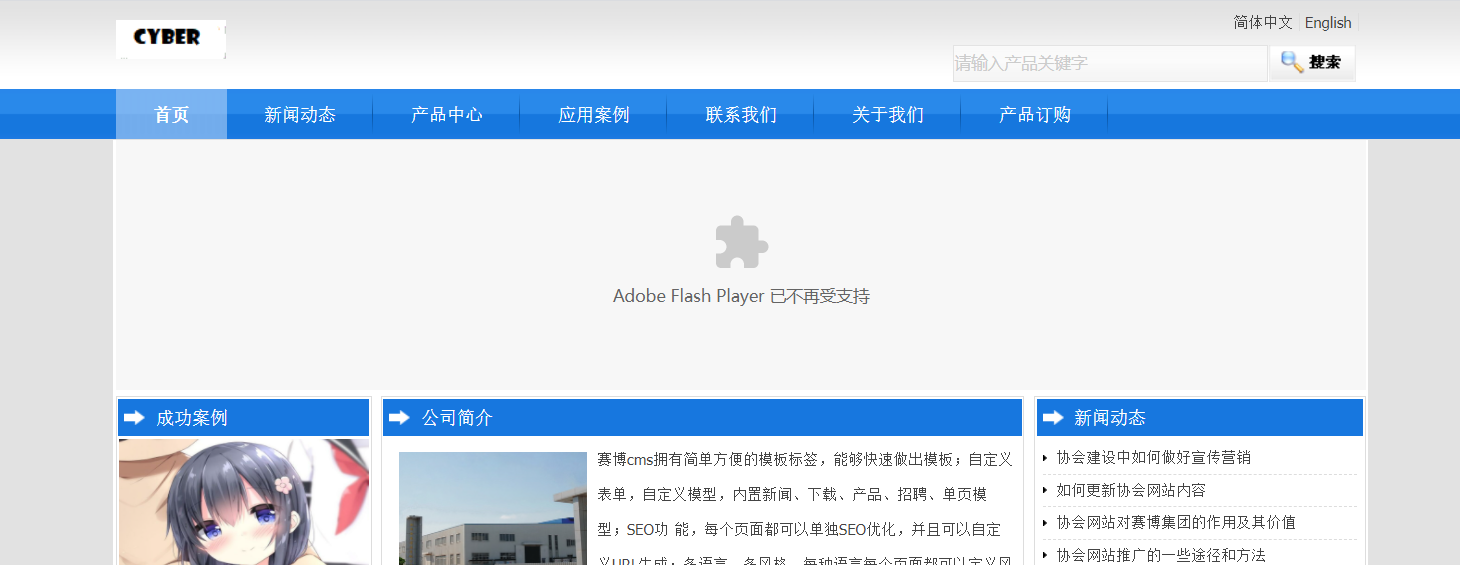 CYBER
简体中文 English
请输入产品关键字 搜索
首页 新闻动态 产品中心 应用案例 联系我们 关于我们 产品订购
Adobe Flash Player 已不再受支持
成功案例
公司简介
赛博cms拥有简单方便的模板标签，能够快速做出模板；自定义
表单，自定义模型，内置新闻、下载、产品、招聘、单页模
型；SEO功 能，每个页面都可以单独SEO优化，并且可以自定
义URL生成；多语言、多风格，每种语言每个页面都可以定义风
新闻动态
协会建设中如何做好宣传营销
如何更新协会网站内容
协会网站对赛博集团的作用及其价值
协会网站推广的一些途径和方法